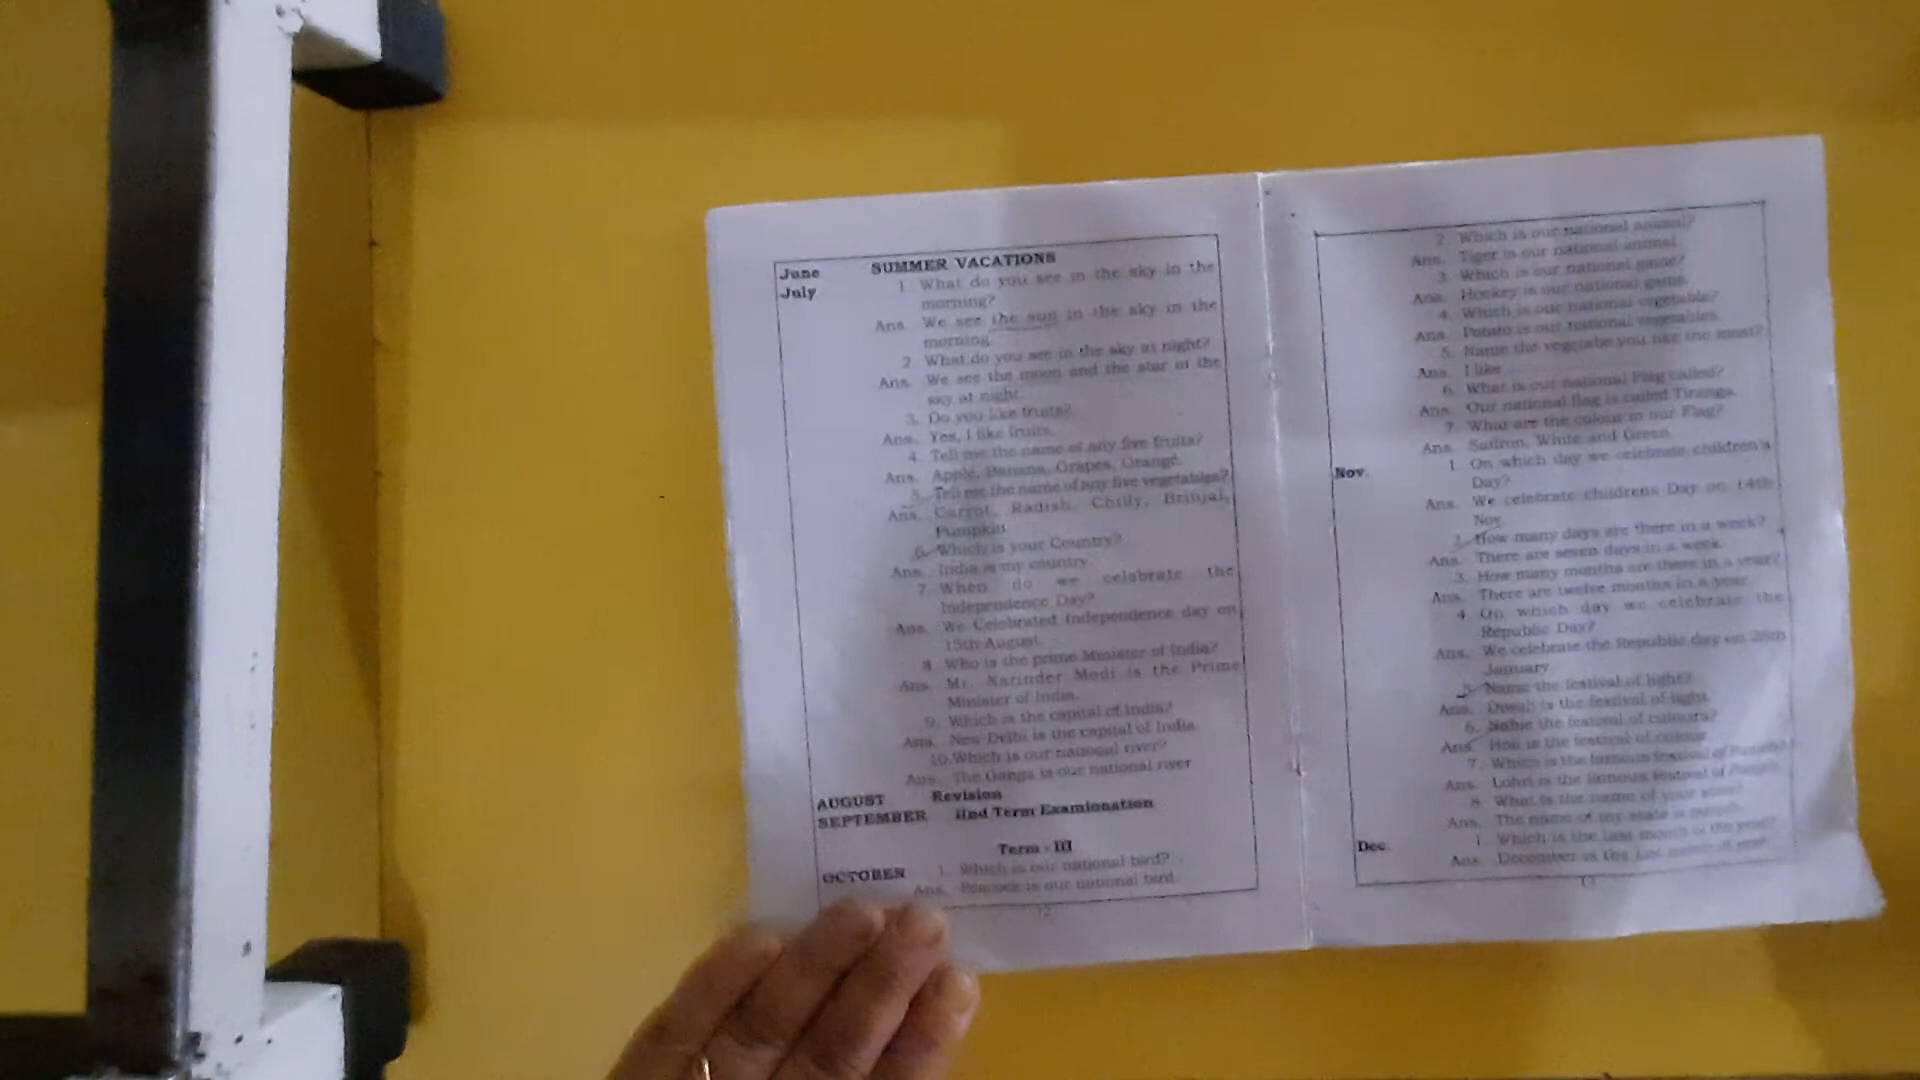 June SUMMER VACATIONS
July 1. What do you see in the sky in the
morning?
Ans. We see the sun in the sky in the
morning.
2. What do you see in the sky at night?
Ans. We see the moon and the star in the
sky at night.
3. Do you like fruits?
Ans. Yes, I like fruits.
4. Tell me the name of any five fruits?
Ans. Apple, Banana, Grapes, Orange.
5. Tell me the name of any five vegetables?
Ans. Carrot, Radish, Chilly, Brinjal,
Pumpkin
6. Which is your Country?
Ans. India is my country.
7. When do we celebrate the
Independence Day?
Ans. We Celebrated Independence day on
15th August.
8. Who is the prime Minister of India?
Ans. Mr. Narinder Modi is the Prime
Minister of India.
9. Which is the capital of India?
Ans. New Delhi is the capital of India
10. Which is our national river?
Ans. The Ganga is our national river
AUGUST Revision
SEPTEMBER IInd Term Examionation
Term - III
OCTOBER 1. Which is our national bird?
Ans. Peacock is our national bird.
12
2. Which is our national animal?
Ans. Tiger is our national animal.
3. Which is our national game?
Ans. Hockey is our national game.
4. Which is our national vegetable?
Ans. Potato is our national vegetables.
5. Name the vegetabe you like the most?
Ans. I like
6. What is our national Flag called?
Ans. Our national flag is called Tiranga.
7. What are the colour in our Flag?
Ans. Saffron, White and Green.
Nov. 1. On which day we celebrate children's
Day?
Ans. We celebrate childrens Day on 14th
Nov.
2. How many days are there in a week?
Ans. There are seven days in a week.
3. How many months are there in a year?
Ans. There are twelve months in a year.
4. On which day we celebrate the
Republic Day?
Ans. We celebrate the Republic day on 26th
January.
5. Name the festival of light?
Ans. Diwali is the festival of light.
6. Name the festival of colours?
Ans. Holi is the festival of colour.
7. Which is the famous festival of Punjab?
Ans. Lohri is the famous festival of Punjab.
8. What is the name of your state?
Ans. The name of my state is
Dec. 1. Which is the last month of the year?
Ans. December is the last month of year.
13